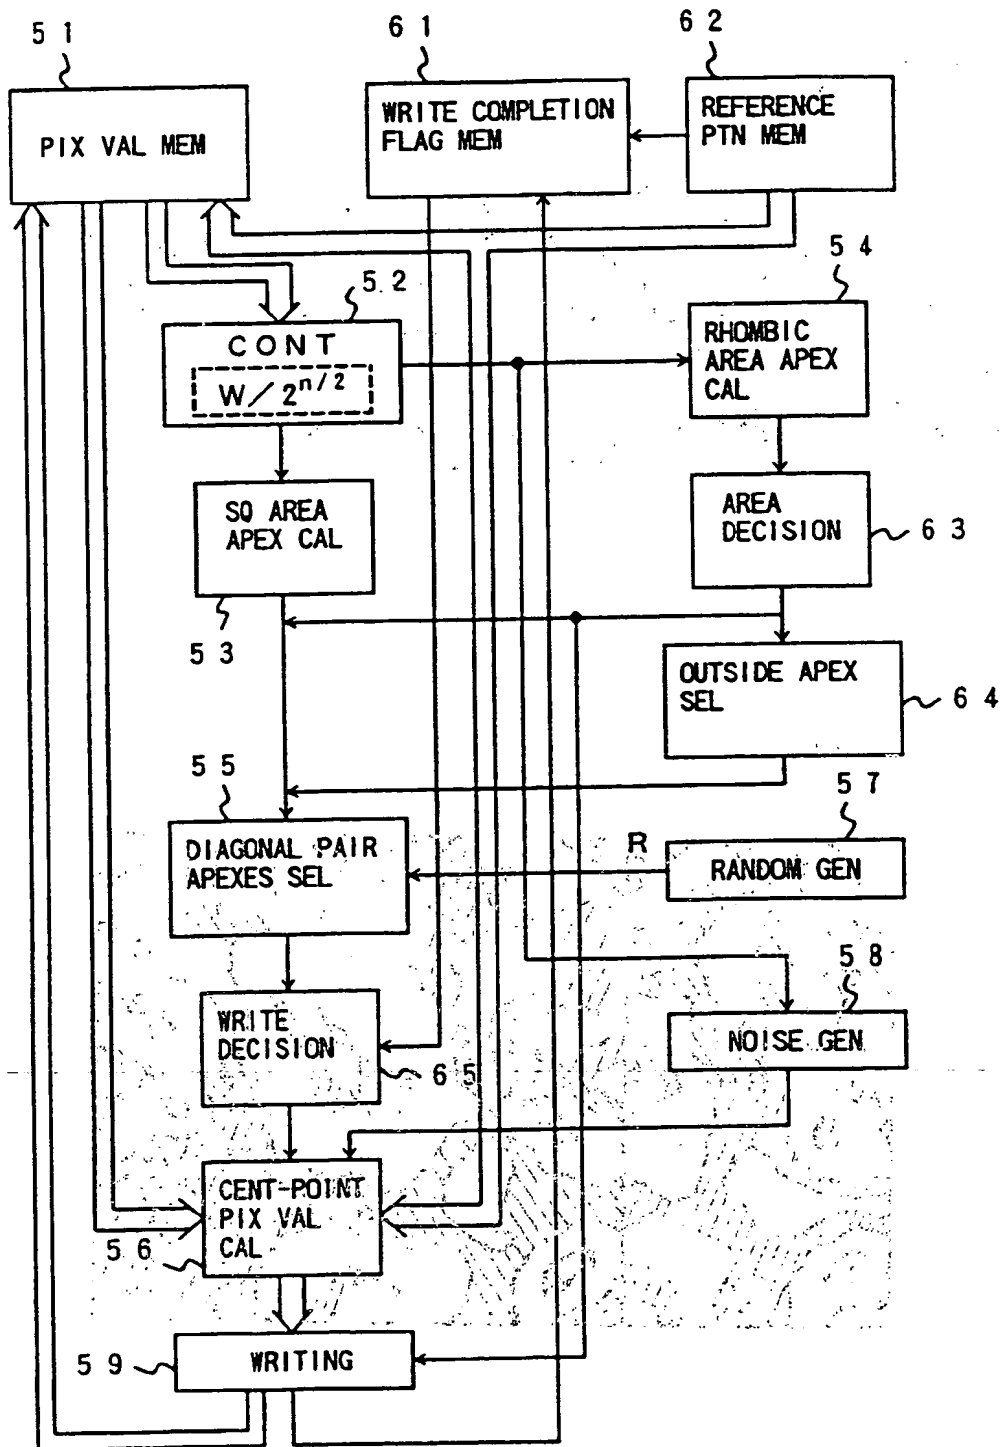 5 1
6 1
6 2
PIX VAL MEM
WRITE COMPLETION
FLAG MEM
REFERENCE
PTN MEM
5 2
5 4
CONT
W/2^n/2
RHOMBIC
AREA APEX
CAL
SQ AREA
APEX CAL
AREA
DECISION
6 3
5 3
OUTSIDE APEX
SEL
6 4
5 5
5 7
DIAGONAL PAIR
APEXES SEL
R
RANDOM GEN
5 8
WRITE
DECISION
6 5
NOISE GEN
CENT-POINT
PIX VAL
CAL
5 6
5 9
WRITING